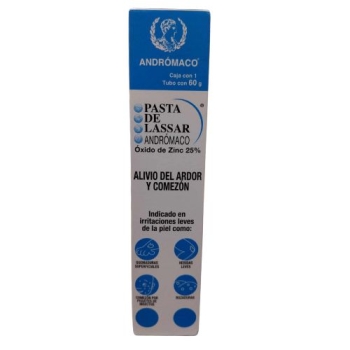 ANDRÓMACO®
Caja con 1
Tubo con 60 g
PASTA
DE
LASSAR
ANDRÓMACO
Óxido de Zinc 25%
ALIVIO DEL ARDOR
Y COMEZÓN
Indicado en
irritaciones leves
de la piel como: